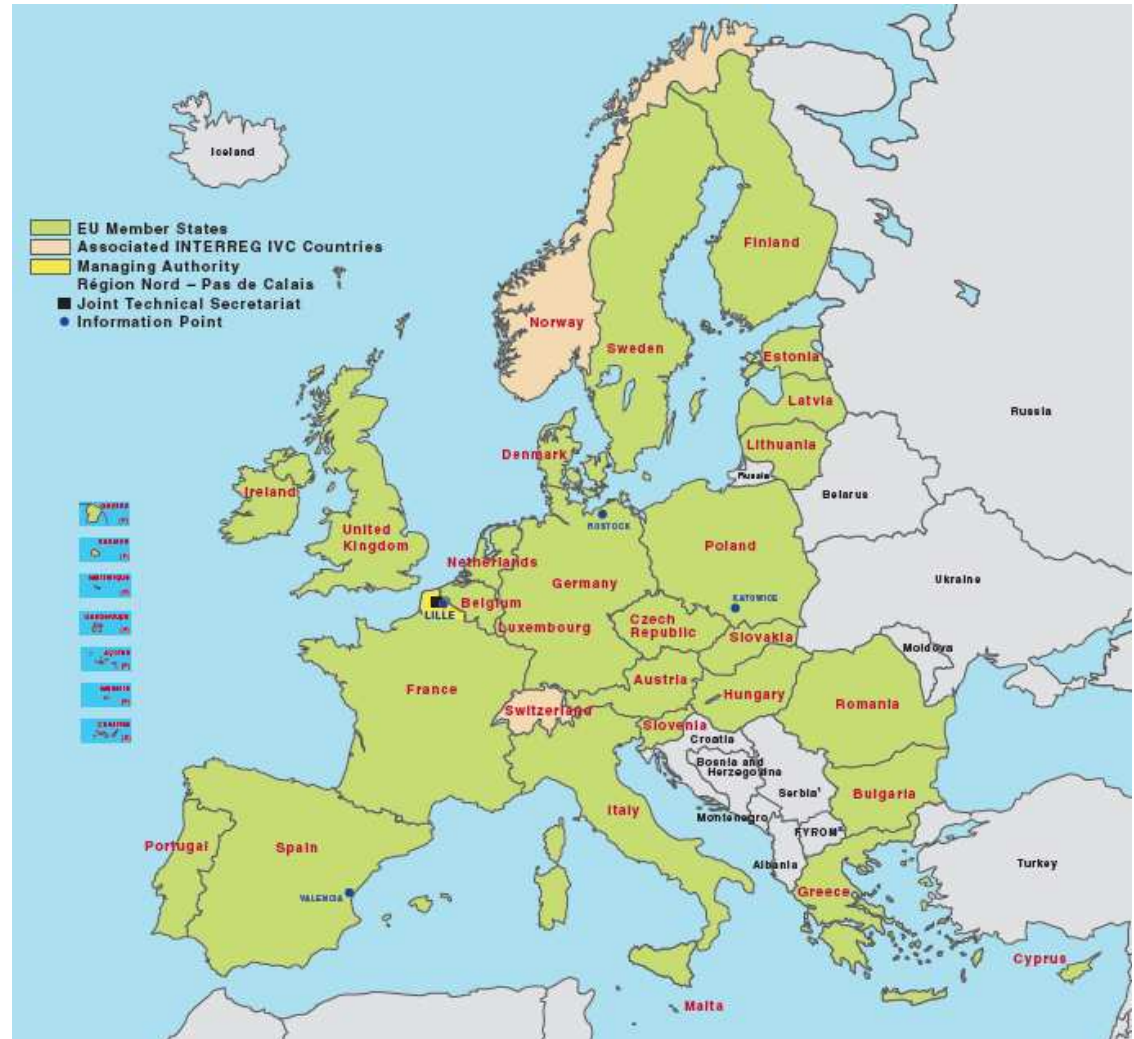 Iceland
EU Member States
Associated INTERREG IVC Countries
Managing Authority
Région Nord – Pas de Calais
Joint Technical Secretariat
Information Point
Finland
Norway
Sweden
Estonia
Latvia
Russia
Lithuania
Denmark
Russia
Belarus
Ireland
ROSTOCK
United
Kingdom
Poland
Netherlands
Germany
Ukraine
KATOWICE
Belgium
LILLE
Luxembourg
Czech
Republic
Slovakia
Moldova
Austria
France
Hungary
Switzerland
Romania
Slovenia
Croatia
Bosnia and
Herzegovina
Serbia¹
Bulgaria
Italy
Montenegro
FYROM²
Portugal
Spain
Albania
Turkey
Greece
VALENCIA
Cyprus
Malta